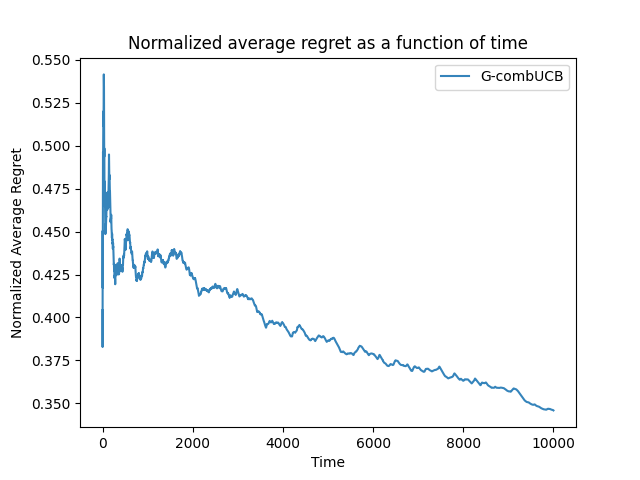 Normalized average regret as a function of time
G-combUCB
Normalized Average Regret
0.550
0.525
0.500
0.475
0.450
0.425
0.400
0.375
0.350
0 2000 4000 6000 8000 10000
Time